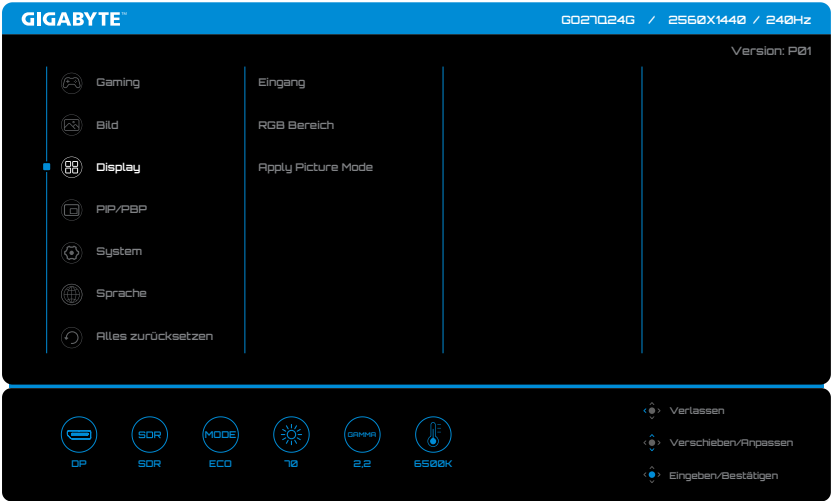 GIGABYTE™
GO27Q24G / 2560X1440 / 240Hz
Version: P01
Gaming
Eingang
Bild
RGB Bereich
Display
Apply Picture Mode
PIP/PBP
System
Sprache
Alles zurücksetzen
Verlassen
SDR
MODE
GAMMA
Verschieben/Anpassen
DP
SDR
ECO
70
2,2
6500K
Eingeben/Bestätigen